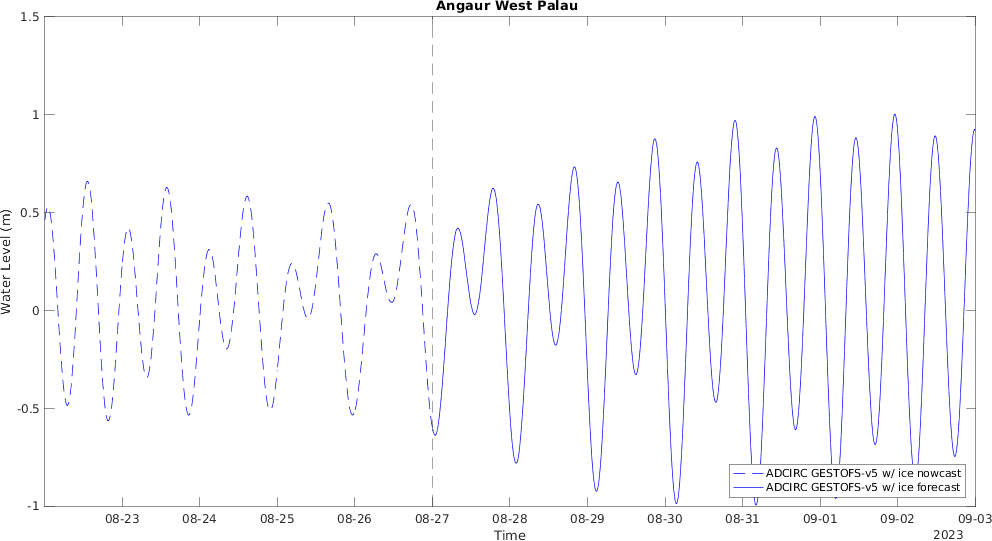 Angaur West Palau
1.5
1
0.5
0
-0.5
-1
Water Level (m)
ADCIRC GESTOFS-v5 w/ ice nowcast
ADCIRC GESTOFS-v5 w/ ice forecast
08-23 08-24 08-25 08-26 08-27 08-28 08-29 08-30 08-31 09-01 09-02 09-03
Time
2023